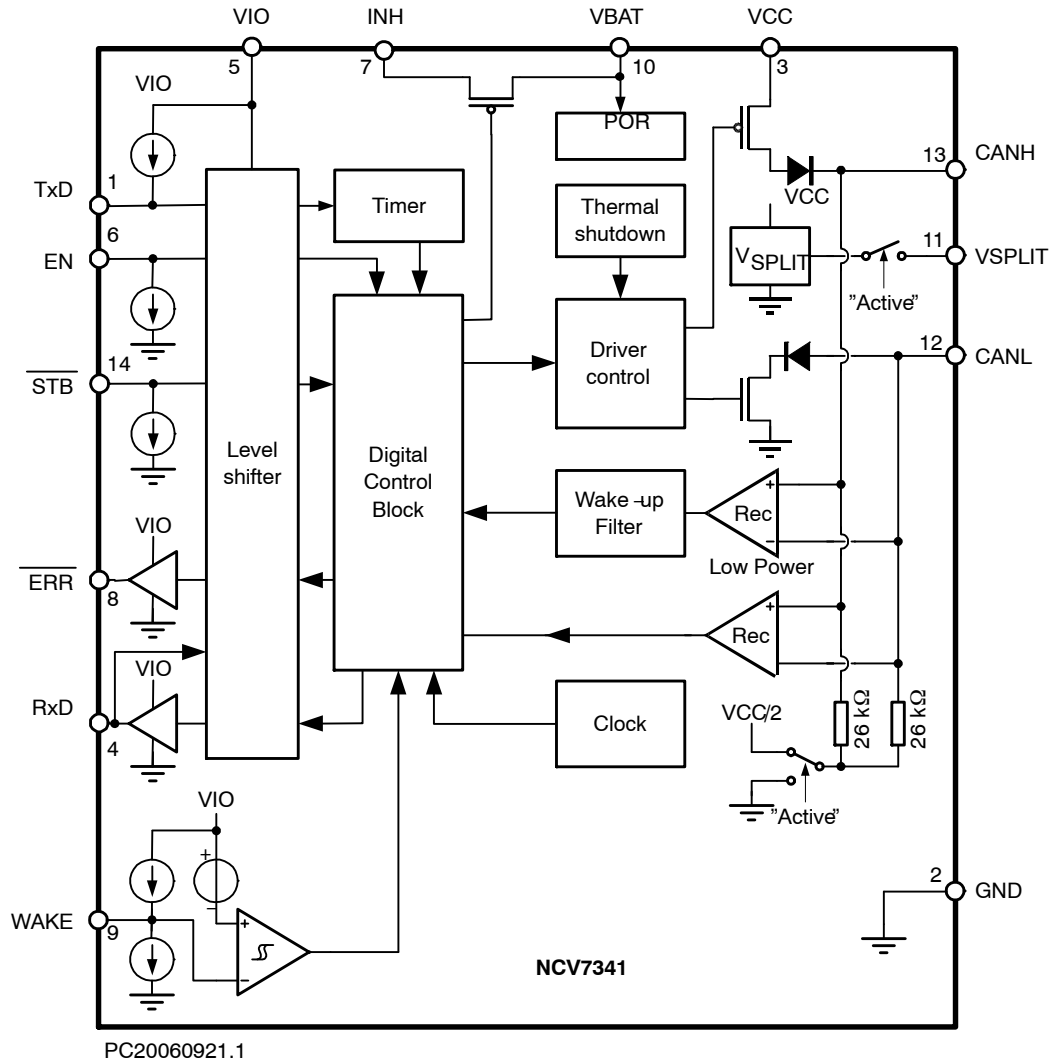 VIO
INH
VBAT
VCC
5
7
10
3
VIO
POR
1
TxD
13
CANH
VCC
Timer
Thermal
shutdown
6
EN
11
VSPLIT
VSPLIT
"Active"
14
STB
12
CANL
Driver
control
Level
shifter
Digital
Control
Block
Wake-up
Filter
+
Rec
−
Low Power
VIO
ERR
8
+
Rec
VIO
RxD
4
Clock
VCC/2
26 kΩ
26 kΩ
"Active"
VIO
+
−
WAKE
9
+
−
2
GND
NCV7341
PC20060921.1